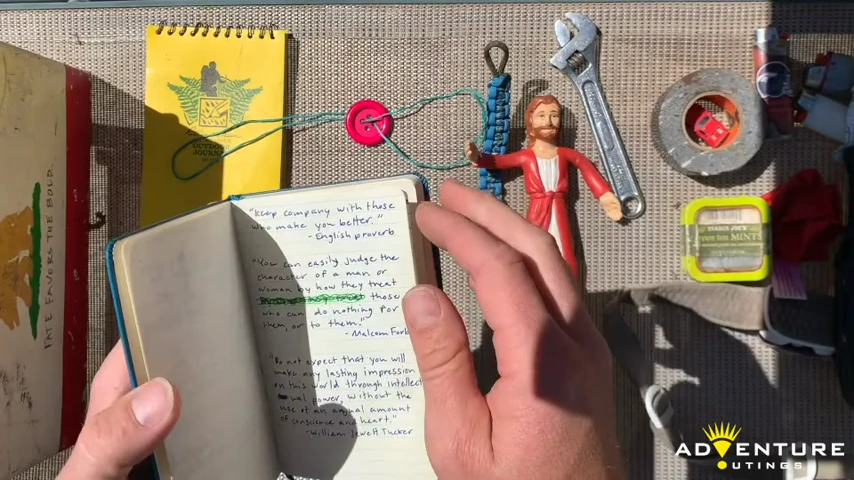 OUTDOOR
JOURNAL
FATE FAVORS THE BOLD.
"Keep company with those
who make you better."
- English proverb
"You can easily judge the
character of a man or
woman by how they treat
those
who can do nothing for
them, or to them."
- Malcom Forb
"Do not expect that you will
make any lasting impression
on this world through intellect
ual power, without the
use of an equal amount
of conscience and heart."
- William Jewett Tucker
TRADER JOE'S
MINTS
ADVENTURE
OUTINGS